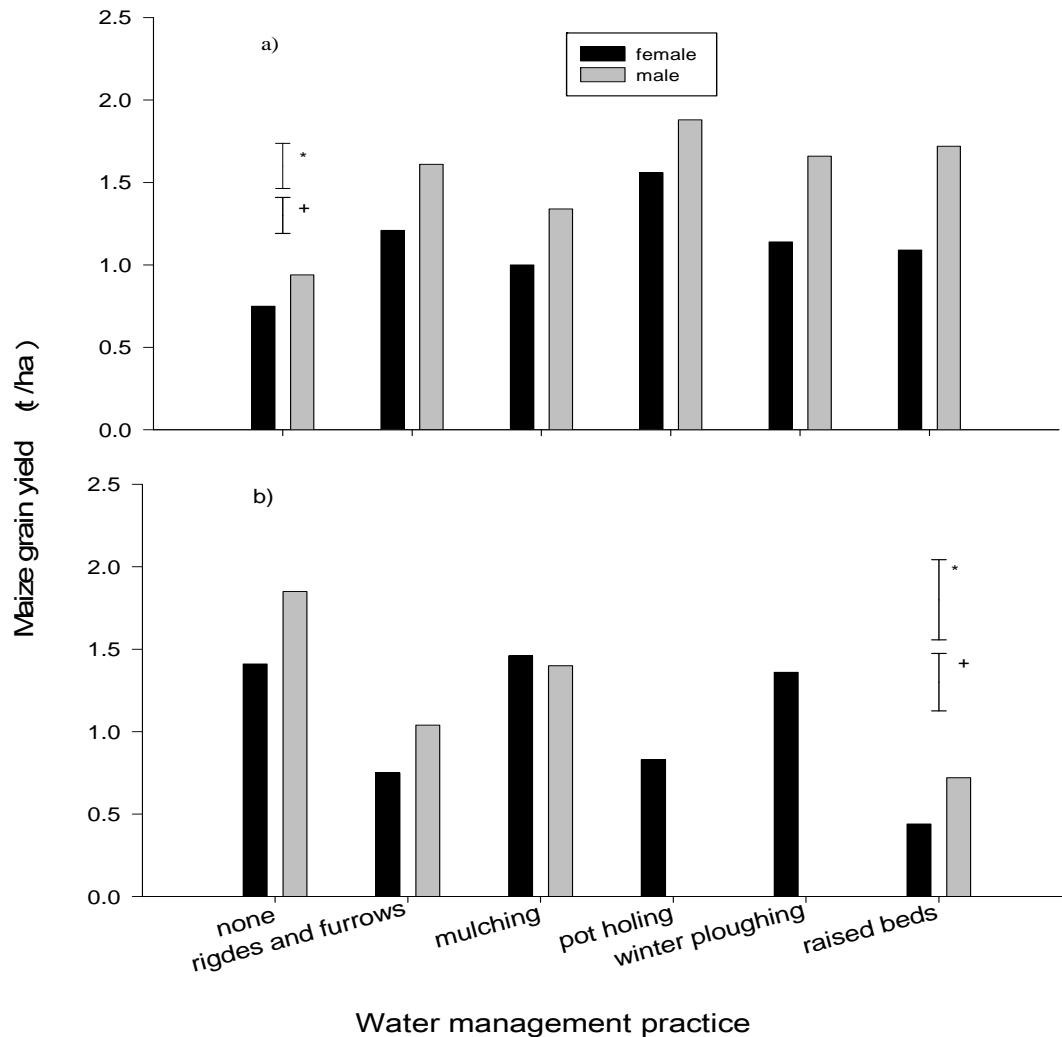 2.5
a)
female
male
2.0
*
1.5
+
1.0
0.5
0.0
Maize grain yield (t/ha)
2.5
b)
2.0
*
1.5
+
1.0
0.5
0.0
none
rigdes and furrows
mulching
pot holing
winter ploughing
raised beds
Water management practice